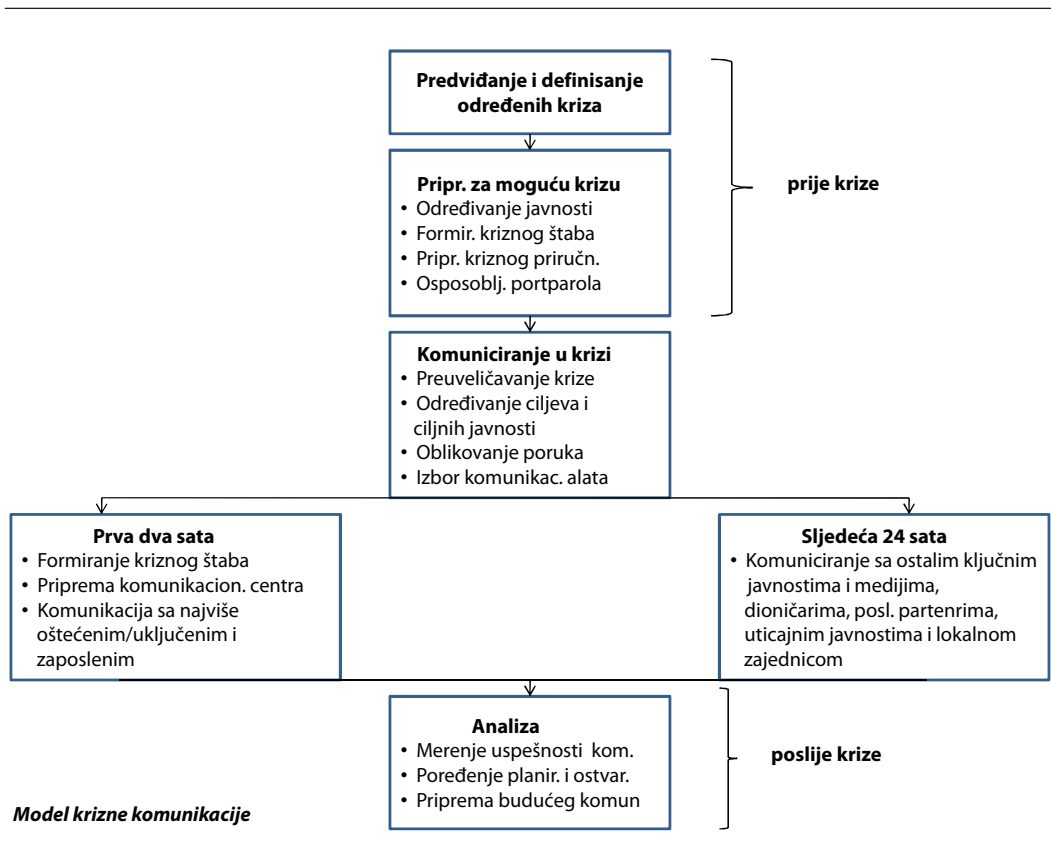 Predviđanje i definisanje
određenih kriza
prije krize
Pripr. za moguću krizu
• Određivanje javnosti
• Formir. kriznog štaba
• Pripr. kriznog priručn.
• Osposoblj. portparola
Komuniciranje u krizi
• Preuveličavanje krize
• Određivanje ciljeva i
ciljnih javnosti
• Oblikovanje poruka
• Izbor komunikac. alata
Prva dva sata
• Formiranje kriznog štaba
• Priprema komunikacion. centra
• Komunikacija sa najviše
oštećenim/uključenim i
zaposlenim
Sljedeća 24 sata
• Komuniciranje sa ostalim ključnim
javnostima i medijima,
dioničarima, posl. partenrima,
uticajnim javnostima i lokalnom
zajednicom
Analiza
• Merenje uspešnosti kom.
• Poređenje planir. i ostvar.
• Priprema budućeg komun
poslije krize
Model krizne komunikacije